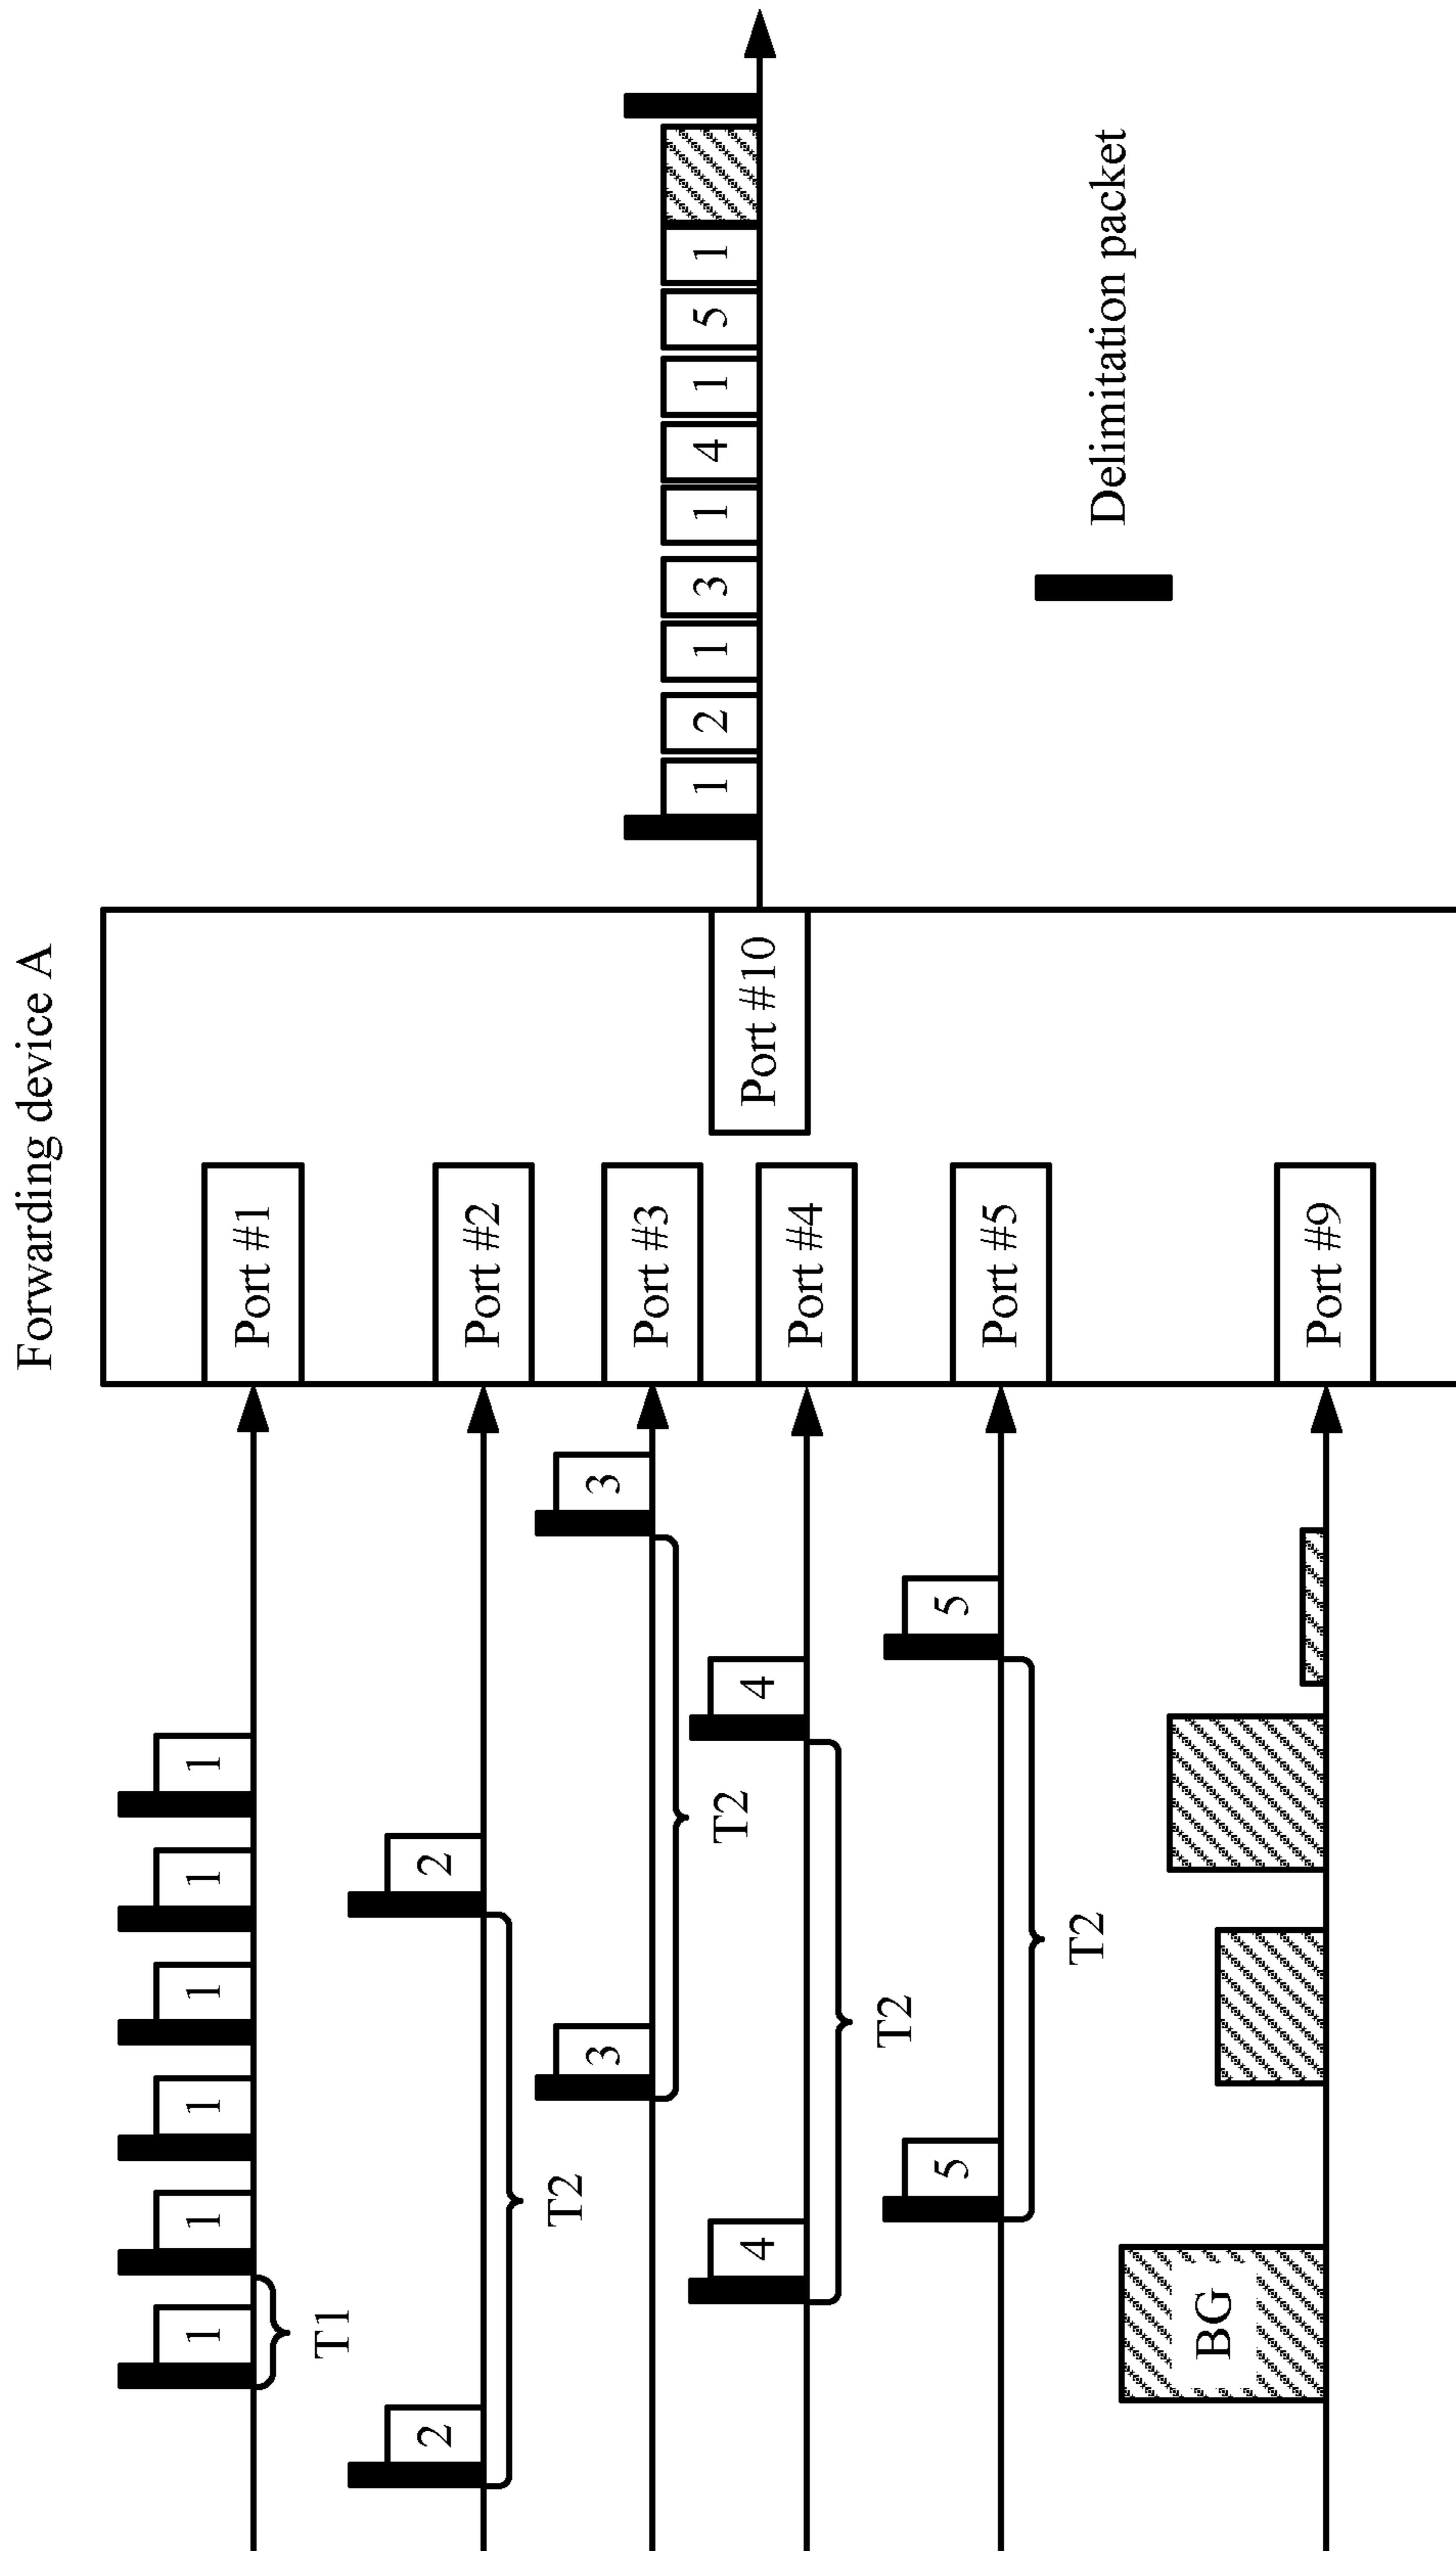 Forwarding device A
1 1 1 1 1 1
T1
Port #1
2 2
T2
Port #2
3 3
T2
Port #3
4 4
T2
Port #4
5 5
T2
Port #5
BG
Port #9
Port #10
1 2 1 3 1 4 1 5 1
Delimitation packet